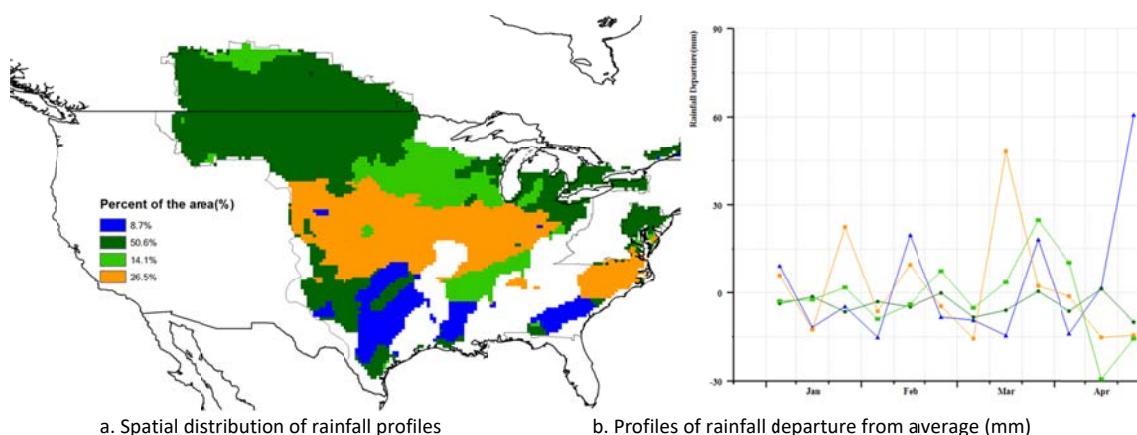 Percent of the area(%)
8.7%
50.6%
14.1%
26.5%
90
60
30
0
-30
Rainfall Departure(mm)
Jan
Feb
Mar
Apr
a. Spatial distribution of rainfall profiles
b. Profiles of rainfall departure from average (mm)